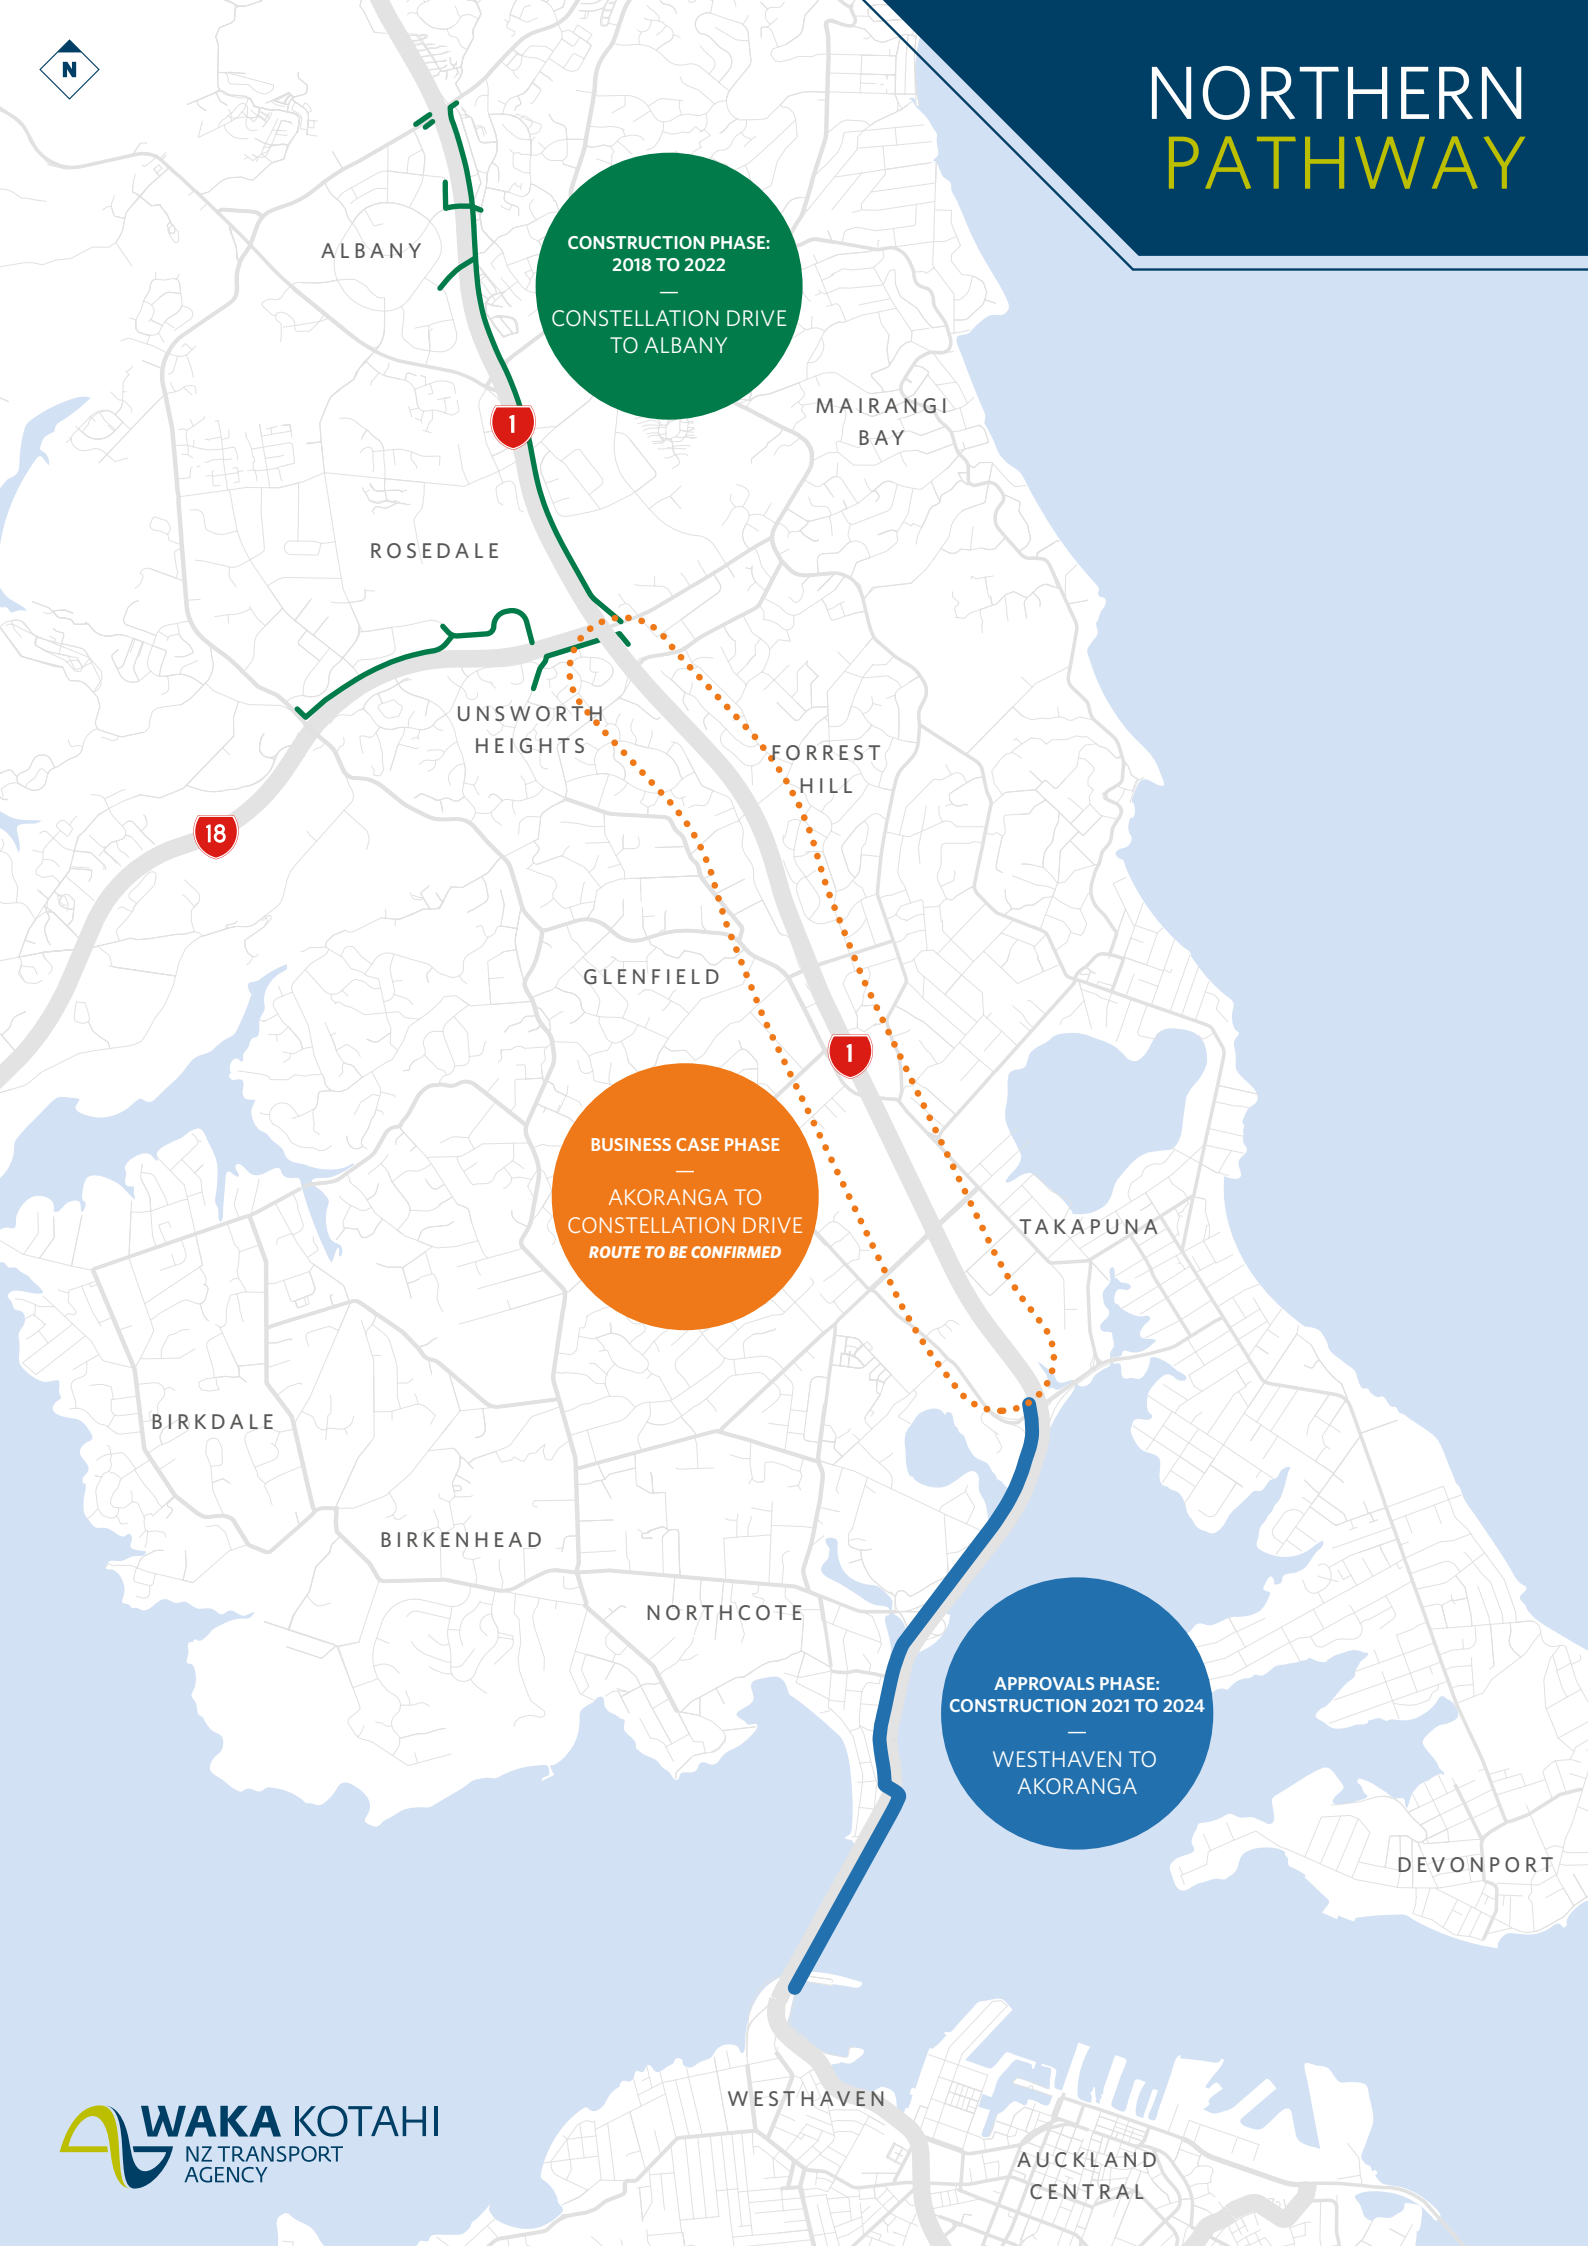 N
NORTHERN
PATHWAY
ALBANY
CONSTRUCTION PHASE:
2018 TO 2022
—
CONSTELLATION DRIVE
TO ALBANY
MAIRANGI
BAY
1
ROSEDALE
UNSWORTH
HEIGHTS
FORREST
HILL
18
GLENFIELD
1
BUSINESS CASE PHASE
—
AKORANGA TO
CONSTELLATION DRIVE
ROUTE TO BE CONFIRMED
TAKAPUNA
BIRKDALE
BIRKENHEAD
NORTHCOTE
APPROVALS PHASE:
CONSTRUCTION 2021 TO 2024
—
WESTHAVEN TO
AKORANGA
DEVONPORT
WESTHAVEN
AUCKLAND
CENTRAL
WAKA KOTAHI
NZ TRANSPORT
AGENCY